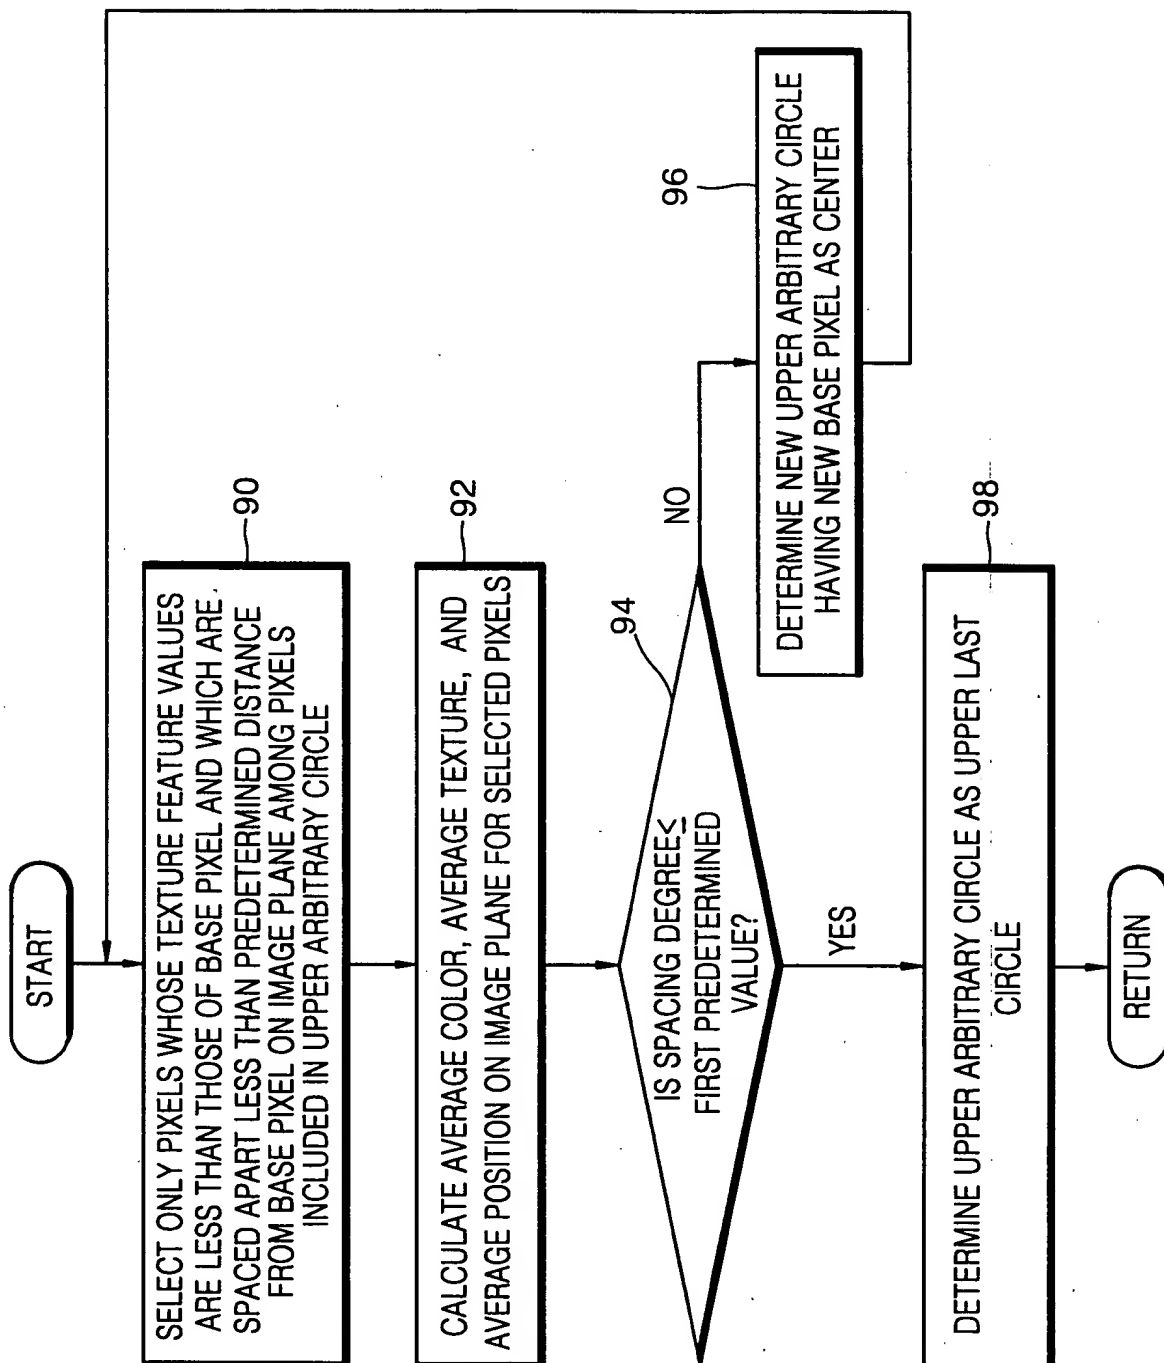 START
90
SELECT ONLY PIXELS WHOSE TEXTURE FEATURE VALUES
ARE LESS THAN THOSE OF BASE PIXEL AND WHICH ARE
SPACED APART LESS THAN PREDETERMINED DISTANCE
FROM BASE PIXEL ON IMAGE PLANE AMONG PIXELS
INCLUDED IN UPPER ARBITRARY CIRCLE
92
CALCULATE AVERAGE COLOR, AVERAGE TEXTURE, AND
AVERAGE POSITION ON IMAGE PLANE FOR SELECTED PIXELS
94
IS SPACING DEGREE≤
FIRST PREDETERMINED
VALUE?
NO
96
DETERMINE NEW UPPER ARBITRARY CIRCLE
HAVING NEW BASE PIXEL AS CENTER
YES
98
DETERMINE UPPER ARBITRARY CIRCLE AS UPPER LAST
CIRCLE
RETURN